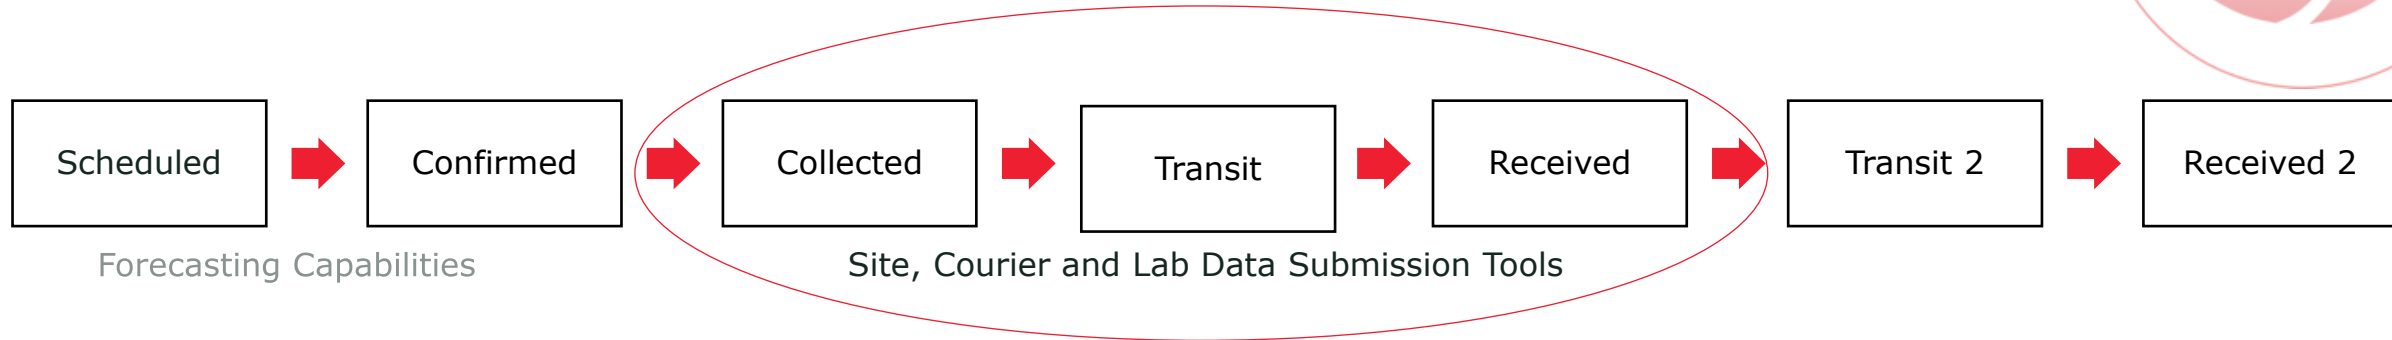 Scheduled
Confirmed
Collected
Transit
Received
Transit 2
Received 2
Forecasting Capabilities
Site, Courier and Lab Data Submission Tools